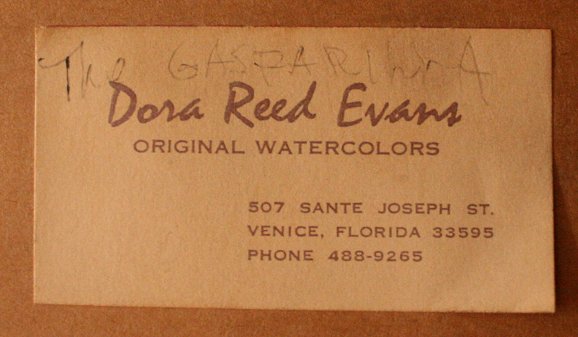 The GASPARILLA
Dora Reed Evans
ORIGINAL WATERCOLORS
507 SANTE JOSEPH ST.
VENICE, FLORIDA 33595
PHONE 488-9265